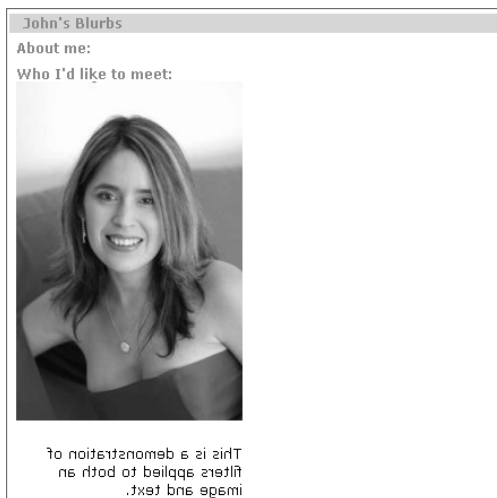 John's Blurbs
About me:
Who I'd like to meet:
This is a demonstration of
filters applied to both an
image and text.